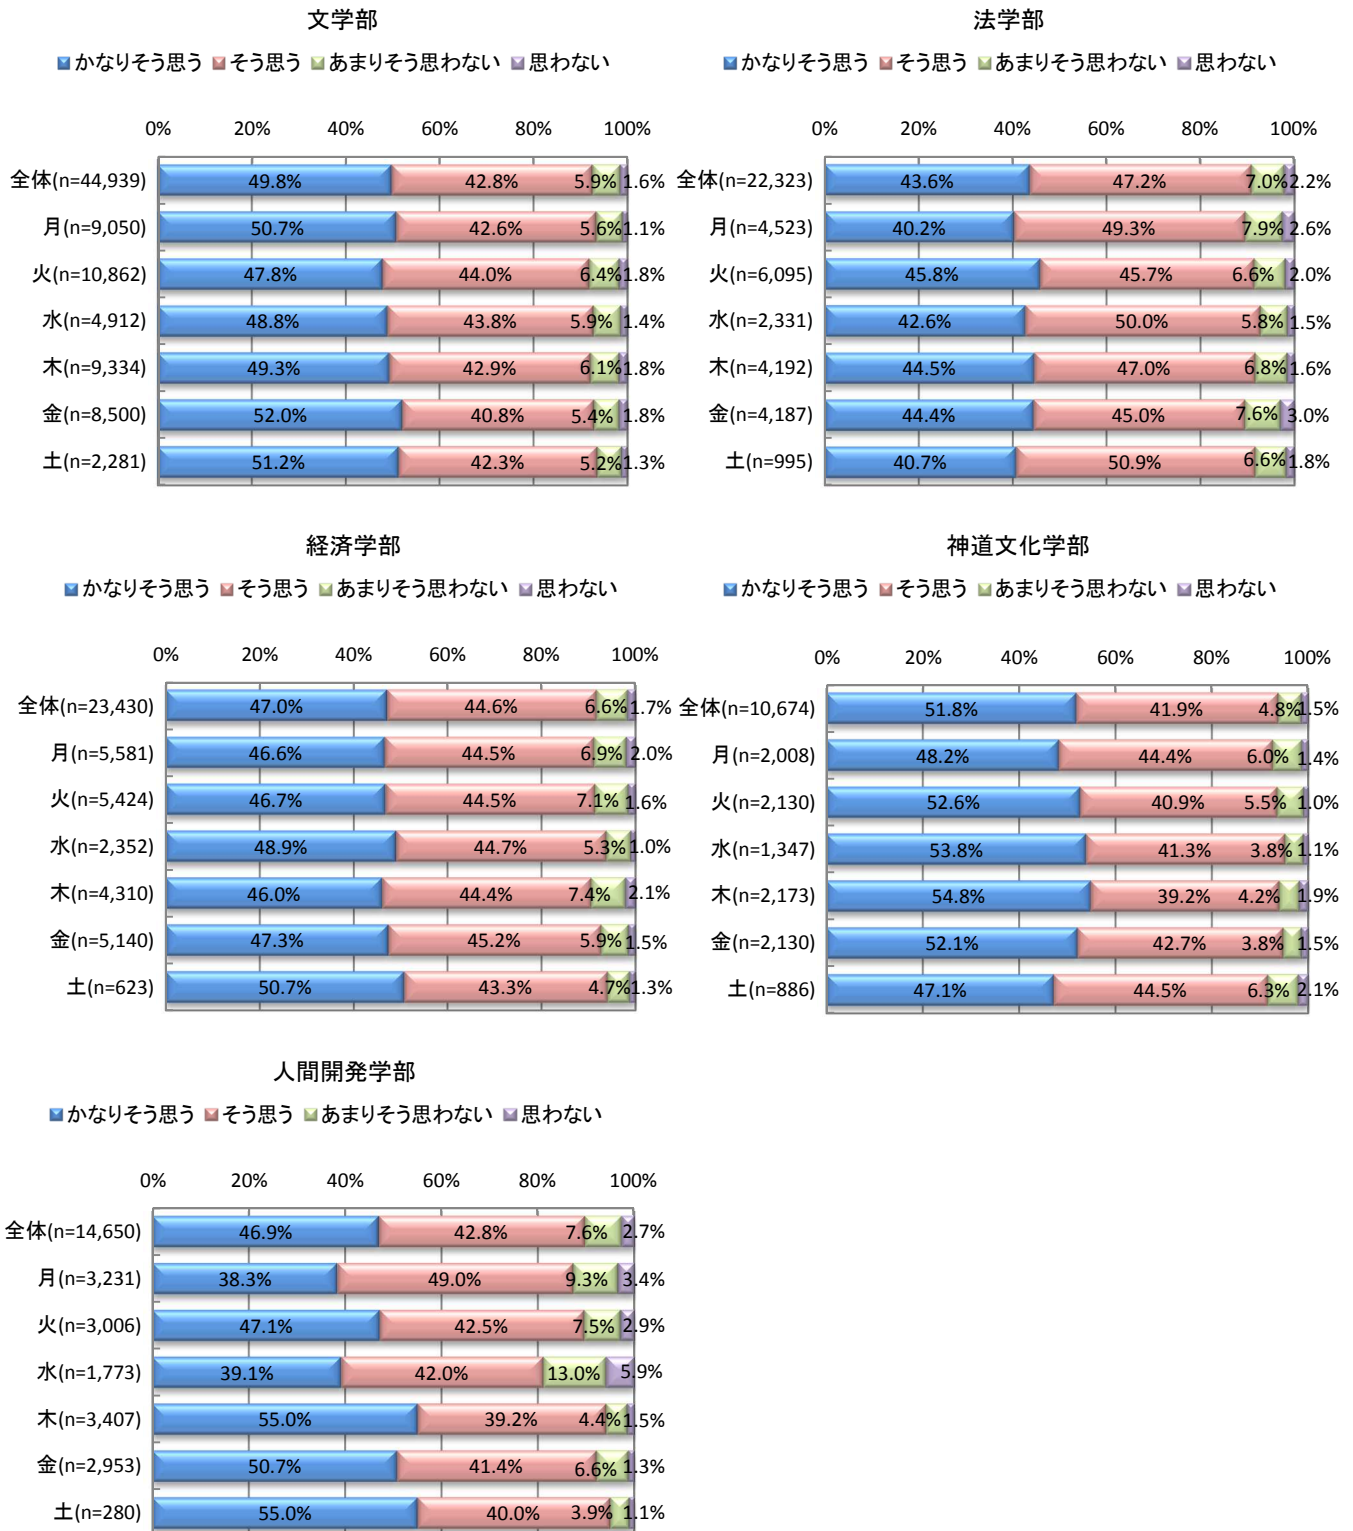 文学部
かなりそう思う そう思う あまりそう思わない 思わない
0% 20% 40% 60% 80% 100%
全体(n=44,939) 49.8% 42.8% 5.9% 1.6%
月(n=9,050) 50.7% 42.6% 5.6% 1.1%
火(n=10,862) 47.8% 44.0% 6.4% 1.8%
水(n=4,912) 48.8% 43.8% 5.9% 1.4%
木(n=9,334) 49.3% 42.9% 6.1% 1.8%
金(n=8,500) 52.0% 40.8% 5.4% 1.8%
土(n=2,281) 51.2% 42.3% 5.2% 1.3%
法学部
かなりそう思う そう思う あまりそう思わない 思わない
0% 20% 40% 60% 80% 100%
全体(n=22,323) 43.6% 47.2% 7.0% 2.2%
月(n=4,523) 40.2% 49.3% 7.9% 2.6%
火(n=6,095) 45.8% 45.7% 6.6% 2.0%
水(n=2,331) 42.6% 50.0% 5.8% 1.5%
木(n=4,192) 44.5% 47.0% 6.8% 1.6%
金(n=4,187) 44.4% 45.0% 7.6% 3.0%
土(n=995) 40.7% 50.9% 6.6% 1.8%
経済学部
かなりそう思う そう思う あまりそう思わない 思わない
0% 20% 40% 60% 80% 100%
全体(n=23,430) 47.0% 44.6% 6.6% 1.7%
月(n=5,581) 46.6% 44.5% 6.9% 2.0%
火(n=5,424) 46.7% 44.5% 7.1% 1.6%
水(n=2,352) 48.9% 44.7% 5.3% 1.0%
木(n=4,310) 46.0% 44.4% 7.4% 2.1%
金(n=5,140) 47.3% 45.2% 5.9% 1.5%
土(n=623) 50.7% 43.3% 4.7% 1.3%
神道文化学部
かなりそう思う そう思う あまりそう思わない 思わない
0% 20% 40% 60% 80% 100%
全体(n=10,674) 51.8% 41.9% 4.8% 1.5%
月(n=2,008) 48.2% 44.4% 6.0% 1.4%
火(n=2,130) 52.6% 40.9% 5.5% 1.0%
水(n=1,347) 53.8% 41.3% 3.8% 1.1%
木(n=2,173) 54.8% 39.2% 4.2% 1.9%
金(n=2,130) 52.1% 42.7% 3.8% 1.5%
土(n=886) 47.1% 44.5% 6.3% 2.1%
人間開発学部
かなりそう思う そう思う あまりそう思わない 思わない
0% 20% 40% 60% 80% 100%
全体(n=14,650) 46.9% 42.8% 7.6% 2.7%
月(n=3,231) 38.3% 49.0% 9.3% 3.4%
火(n=3,006) 47.1% 42.5% 7.5% 2.9%
水(n=1,773) 39.1% 42.0% 13.0% 5.9%
木(n=3,407) 55.0% 39.2% 4.4% 1.5%
金(n=2,953) 50.7% 41.4% 6.6% 1.3%
土(n=280) 55.0% 40.0% 3.9% 1.1%